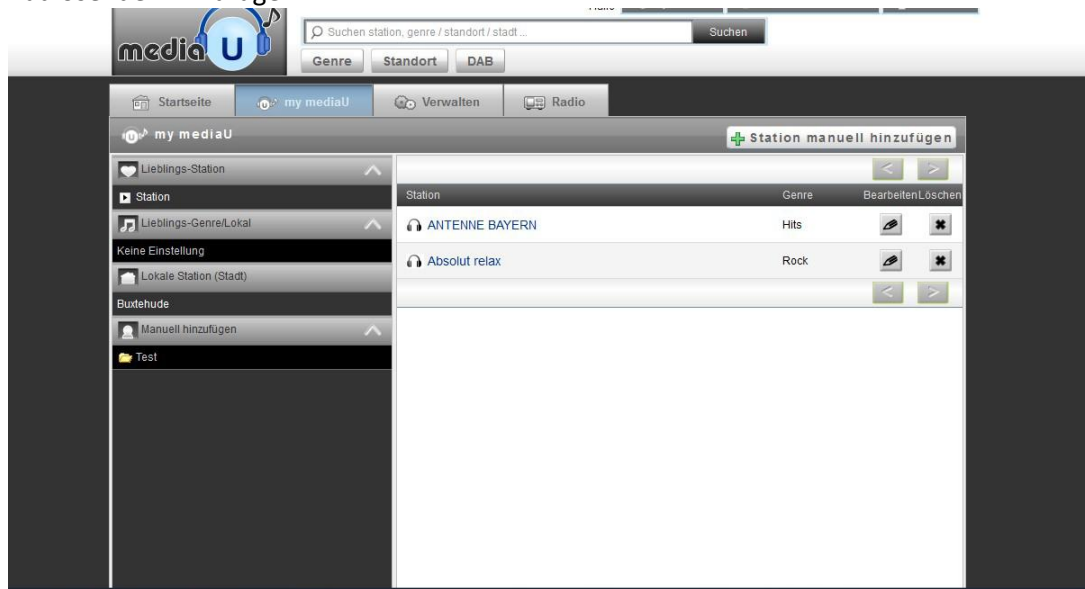 media U
Suchen station, genre / standort / stadt ...
Suchen
Genre
Standort
DAB
Startseite
my mediaU
Verwalten
Radio
my mediaU
Station manuell hinzufügen
Lieblings-Station
< >
Station
Station Genre Bearbeiten Löschen
Lieblings-Genre/Lokal
ANTENNE BAYERN Hits
Keine Einstellung
Absolut relax Rock
Lokale Station (Stadt)
< >
Buxtehude
Manuell hinzufügen
Test